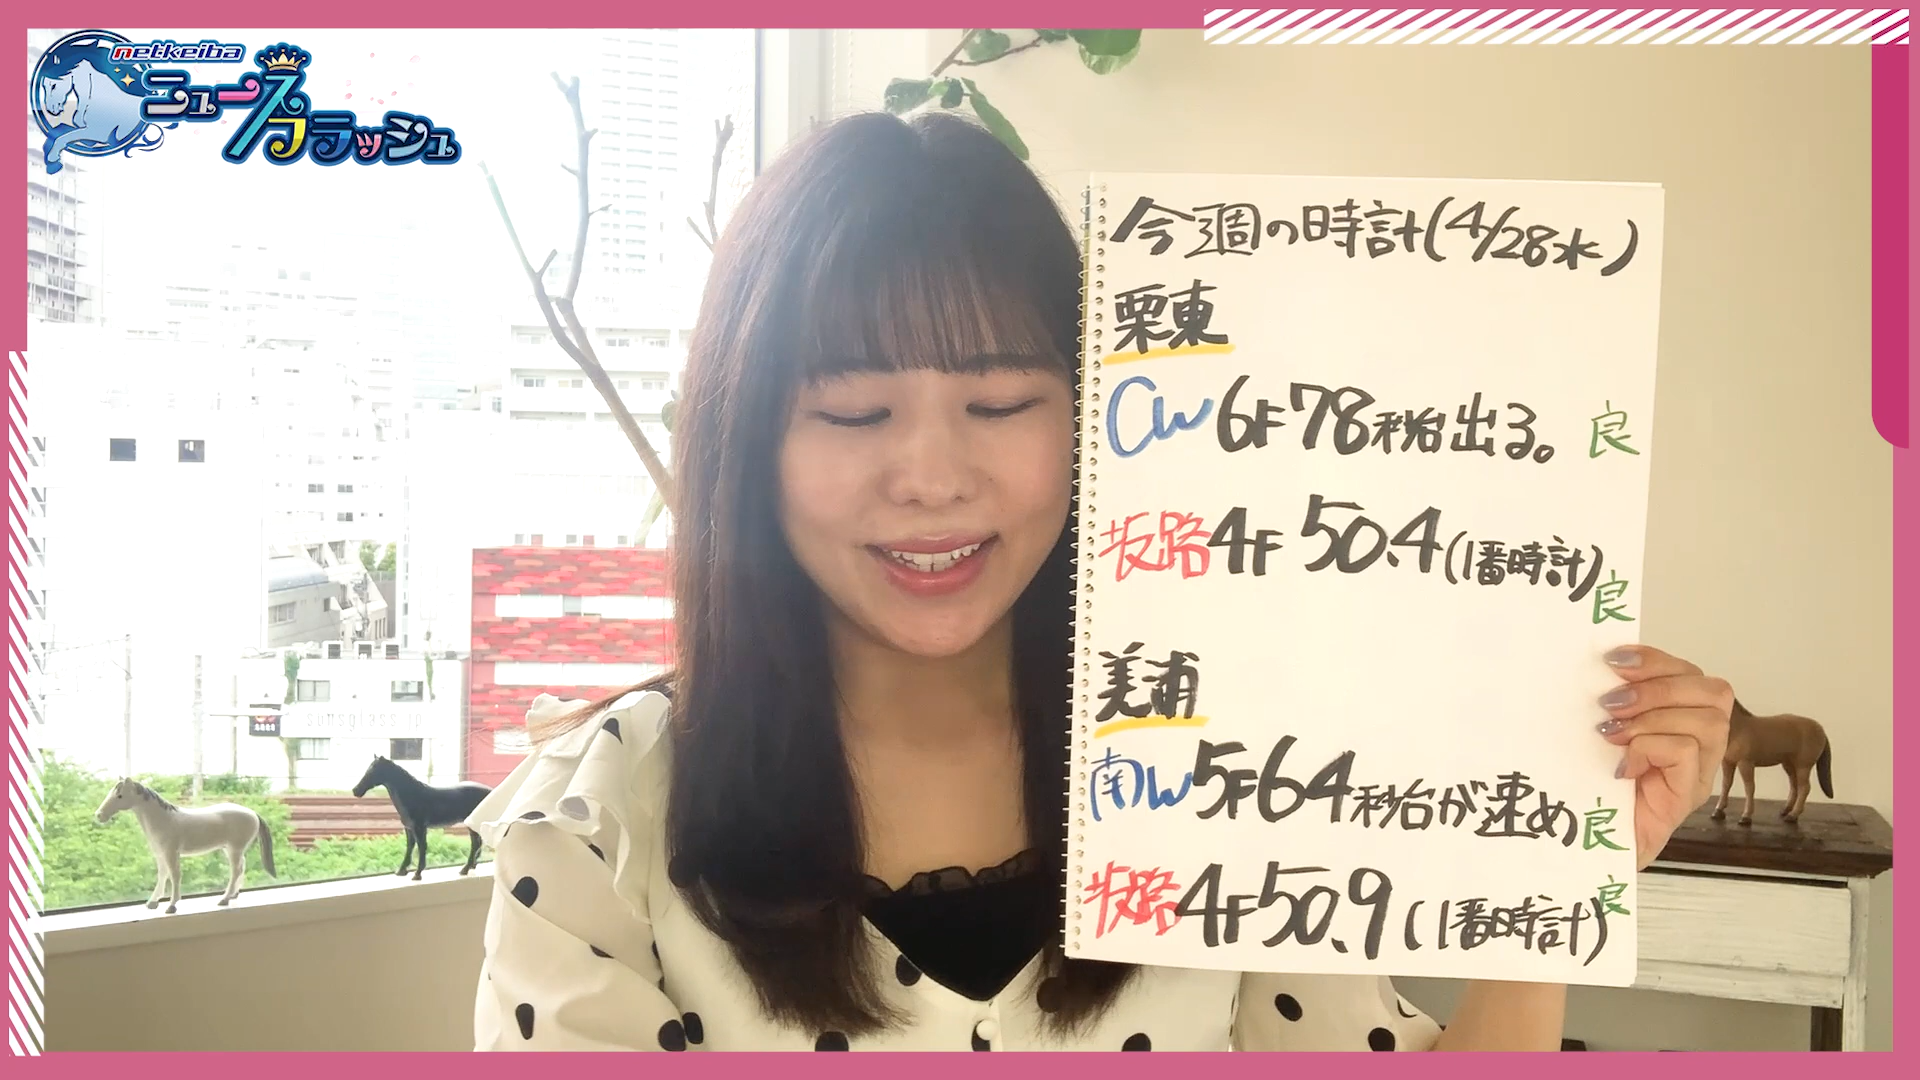 netkeiba
ニュース
フラッシュ
今週の時計(4/28水)
栗東
CW 6F78秒台出る。 良
坂路4F 50.4(1番時計) 良
美浦
南W5F64秒台が速め 良
坂路4F50.9(1番時計) 良
sunsglass.jp